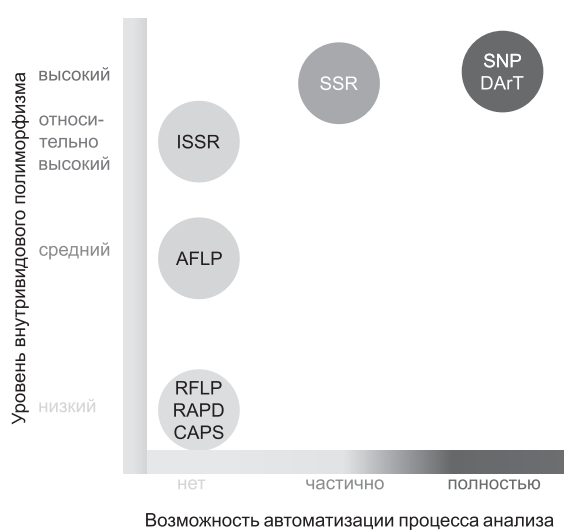 Уровень внутривидового полиморфизма
высокий
относи-
тельно
высокий
средний
низкий
SSR
SNP
DArT
ISSR
AFLP
RFLP
RAPD
CAPS
нет
частично
полностью
Возможность автоматизации процесса анализа